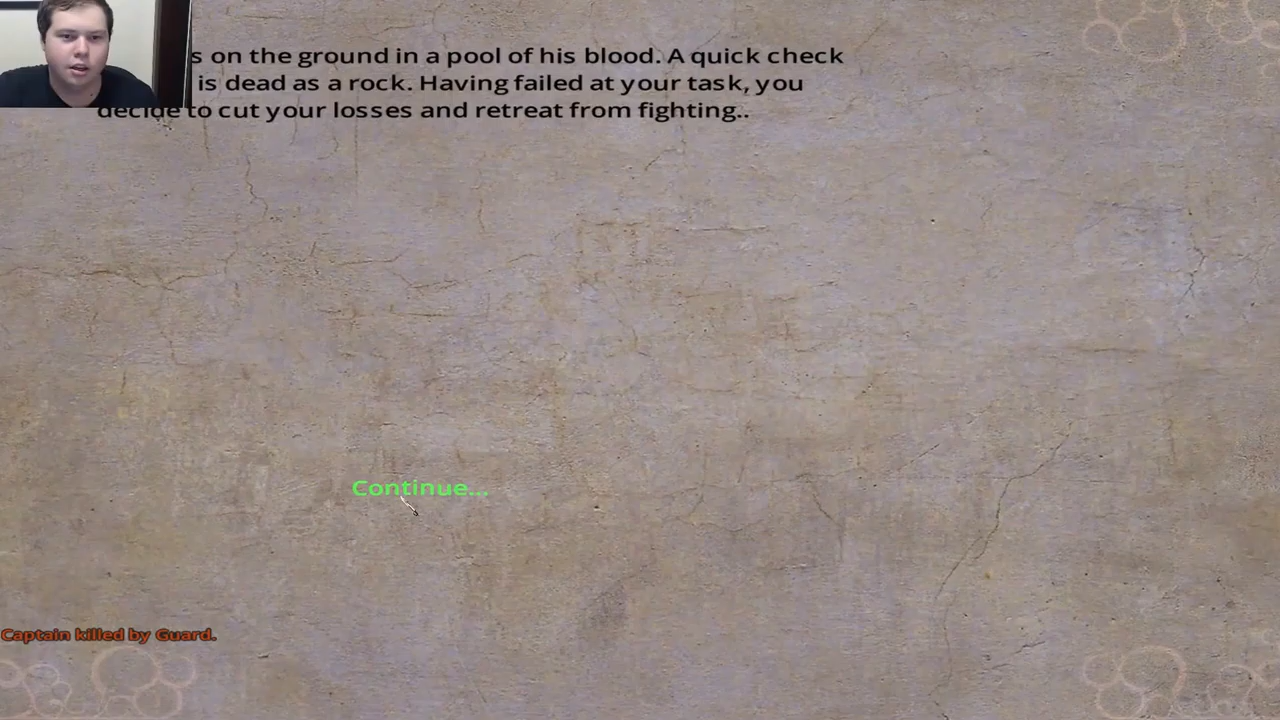 s on the ground in a pool of his blood. A quick check
is dead as a rock. Having failed at your task, you
decide to cut your losses and retreat from fighting..
Continue...
Captain killed by Guard.